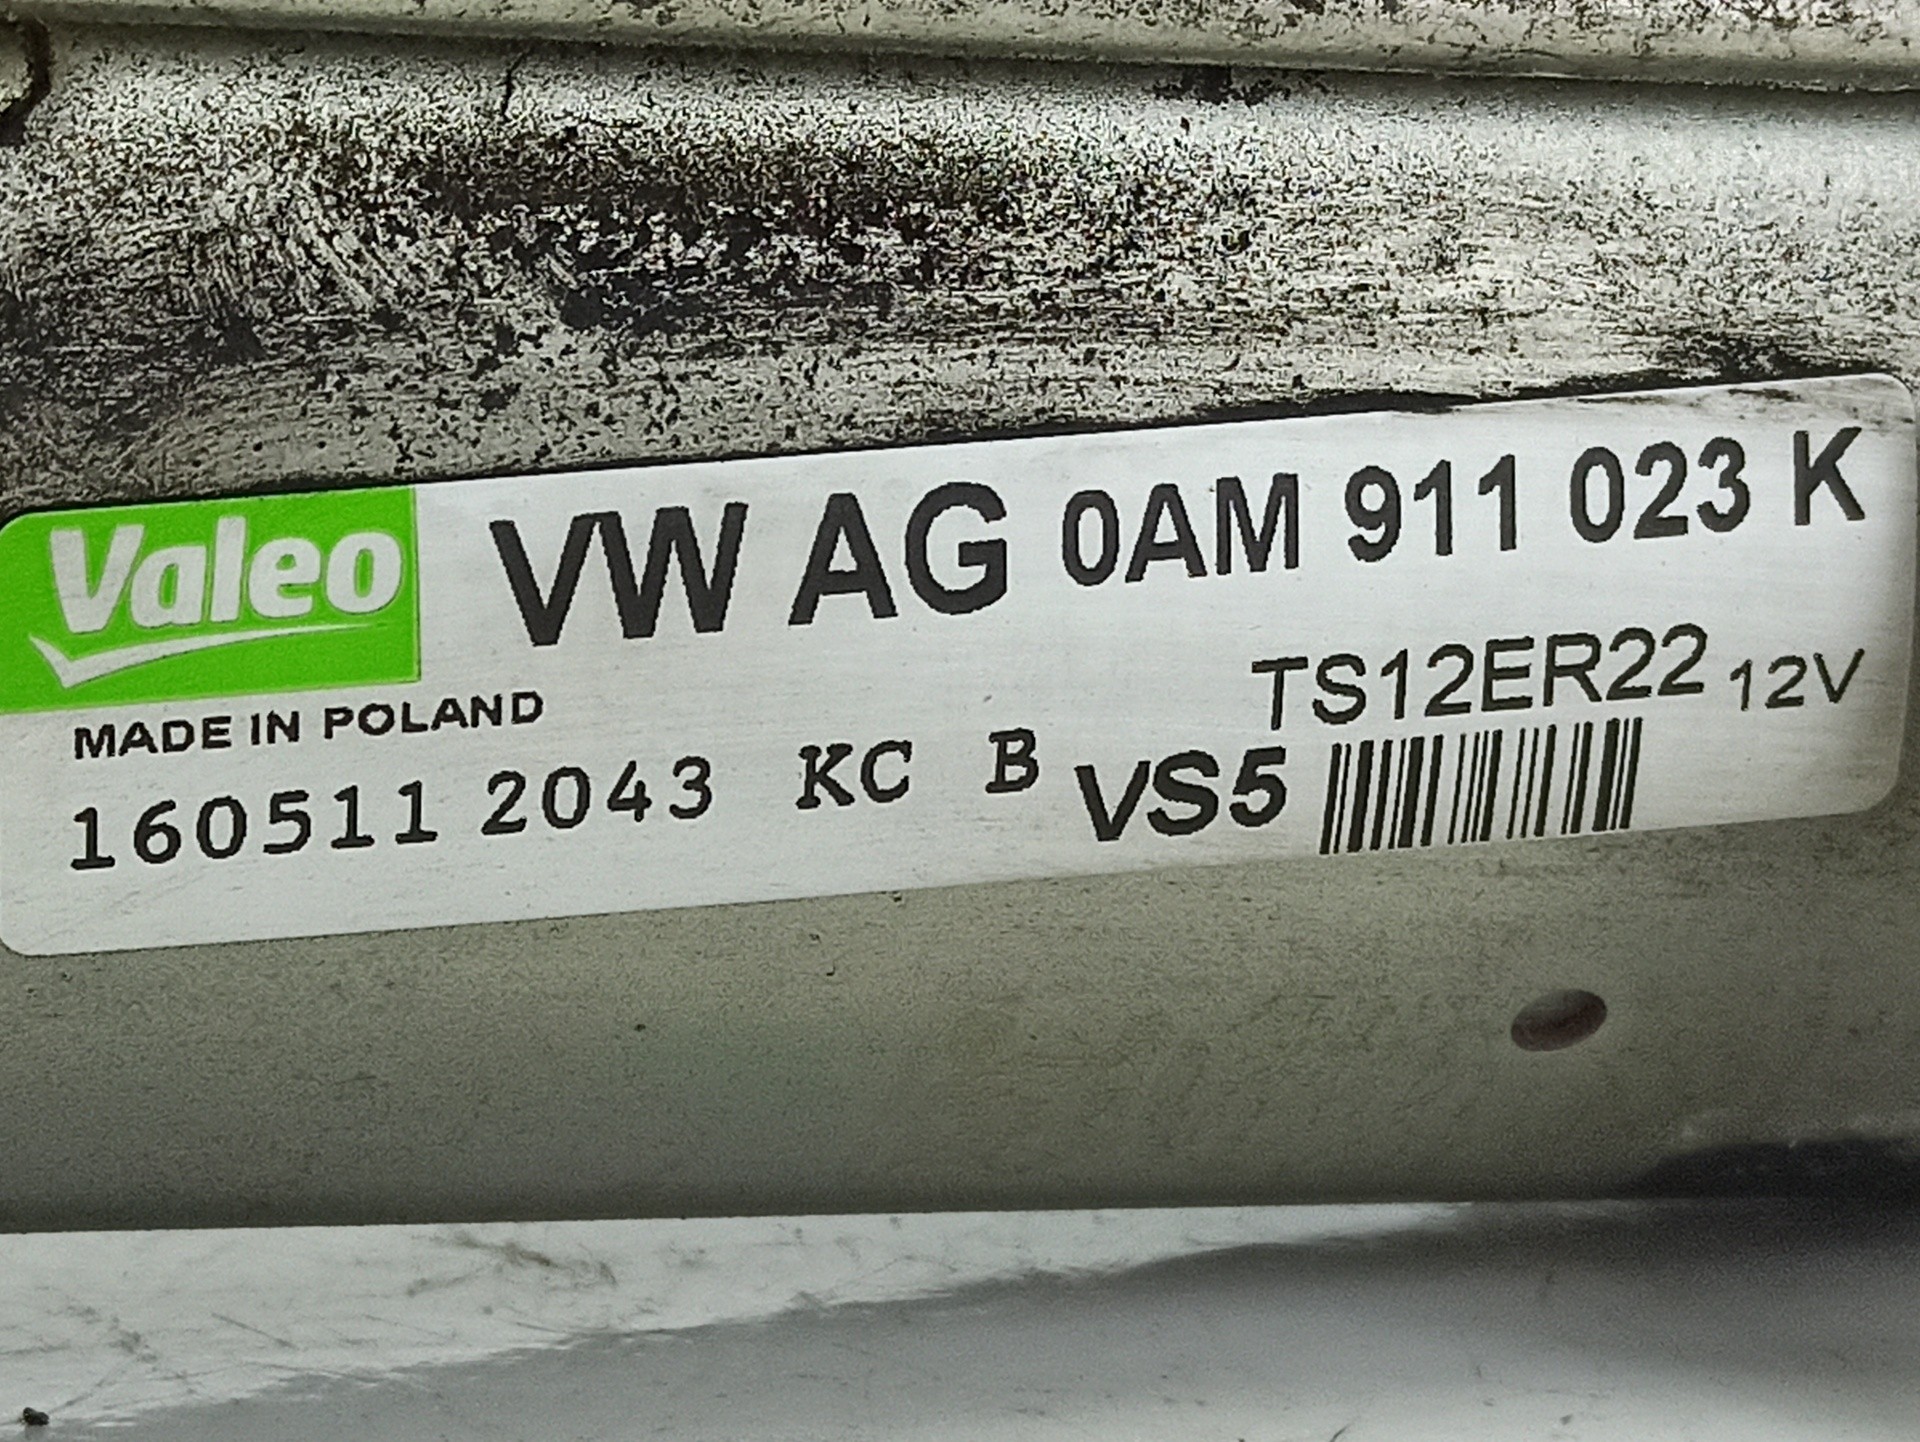 Valeo VW AG 0AM 911 023 K
TS12ER22 12V
MADE IN POLAND
160511 2043 KC B VS5